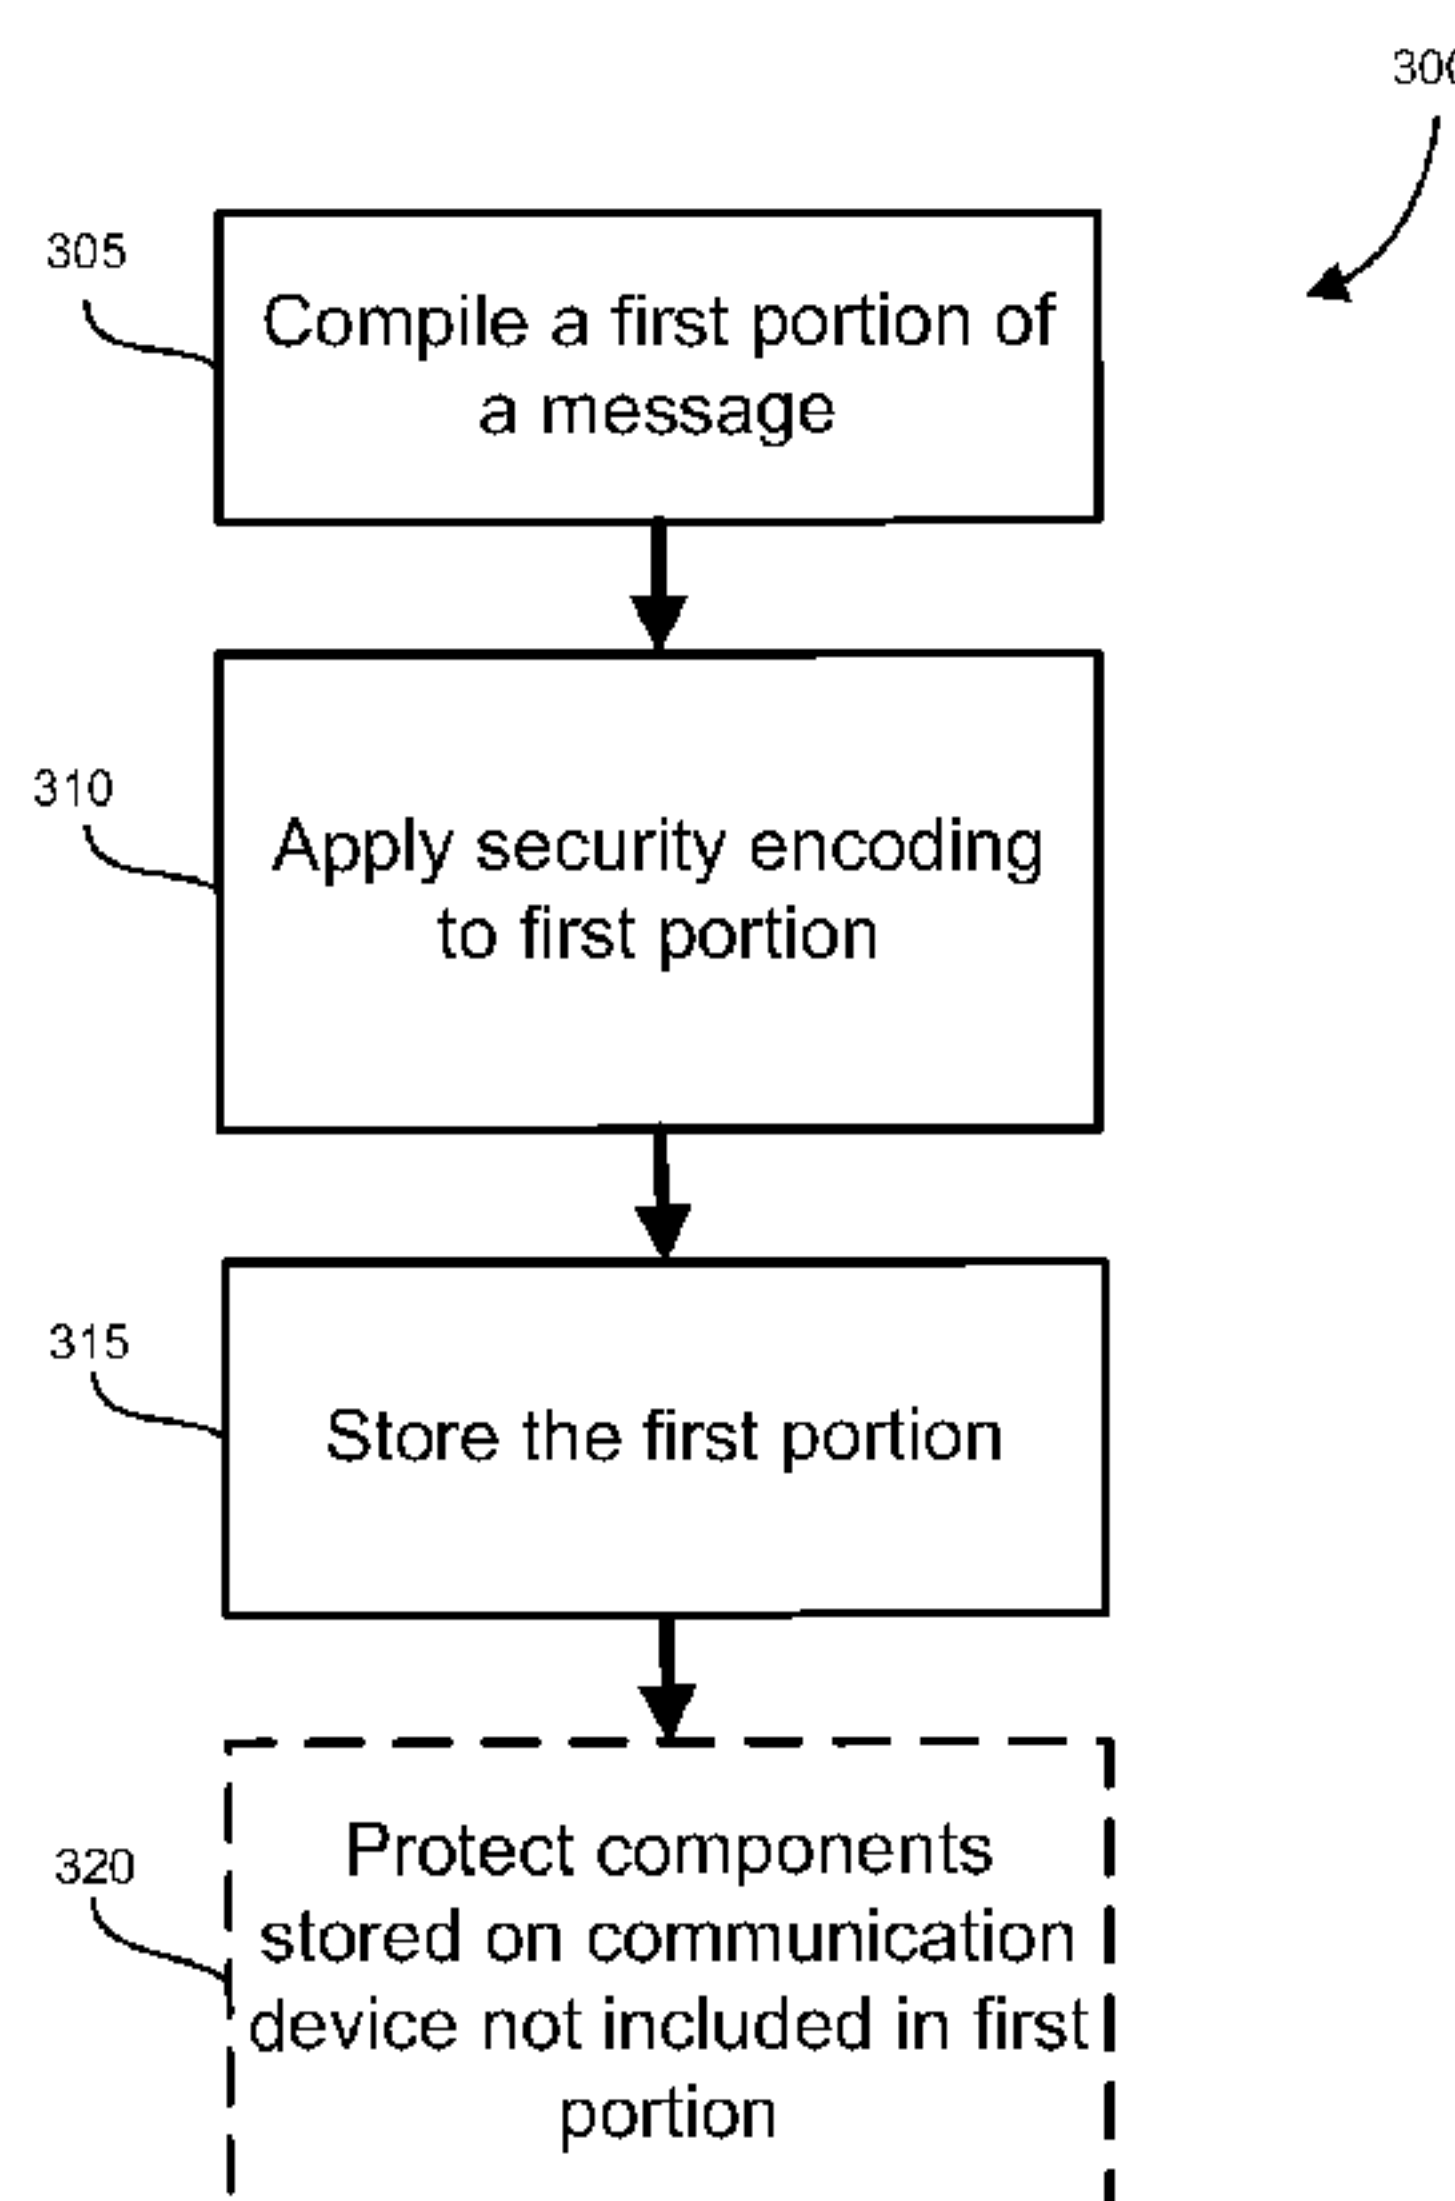 305
Compile a first portion of
a message
310
Apply security encoding
to first portion
315
Store the first portion
320
Protect components
stored on communication
device not included in first
portion